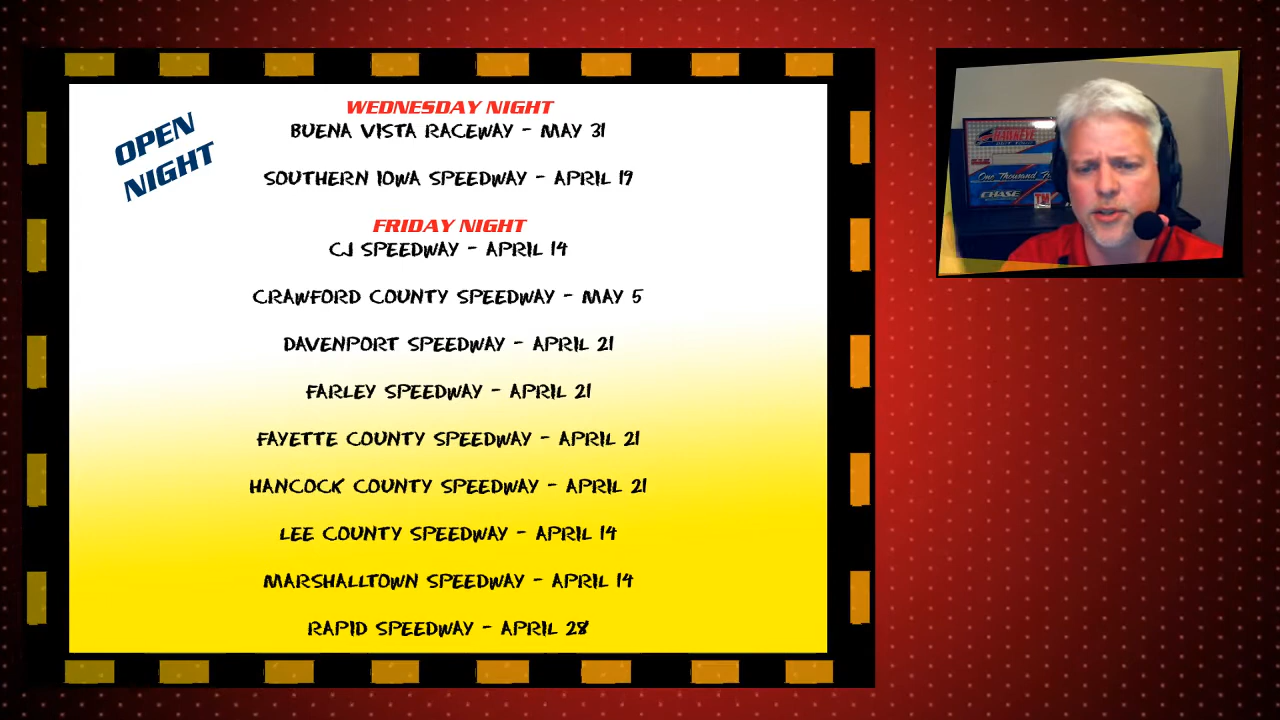 OPEN
NIGHT
WEDNESDAY NIGHT
BUENA VISTA RACEWAY - MAY 31
SOUTHERN IOWA SPEEDWAY - APRIL 19
FRIDAY NIGHT
CJ SPEEDWAY - APRIL 14
CRAWFORD COUNTY SPEEDWAY - MAY 5
DAVENPORT SPEEDWAY - APRIL 21
FARLEY SPEEDWAY - APRIL 21
FAYETTE COUNTY SPEEDWAY - APRIL 21
HANCOCK COUNTY SPEEDWAY - APRIL 21
LEE COUNTY SPEEDWAY - APRIL 14
MARSHALLTOWN SPEEDWAY - APRIL 14
RAPID SPEEDWAY - APRIL 28
HAWKEYE
One Thousand
CHASE
TM